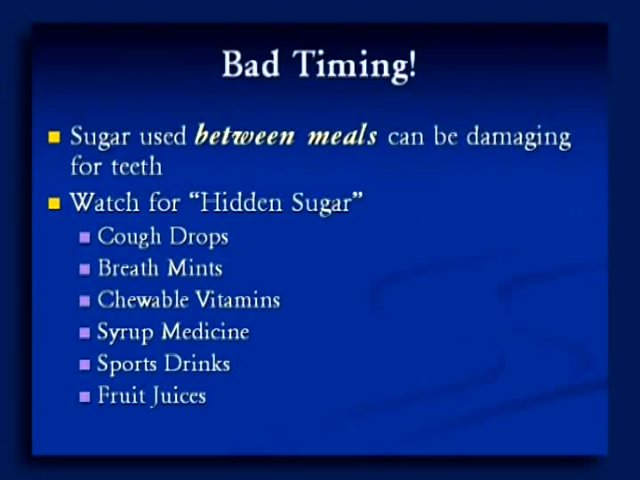 Bad Timing!
Sugar used between meals can be damaging
for teeth
Watch for “Hidden Sugar”
Cough Drops
Breath Mints
Chewable Vitamins
Syrup Medicine
Sports Drinks
Fruit Juices